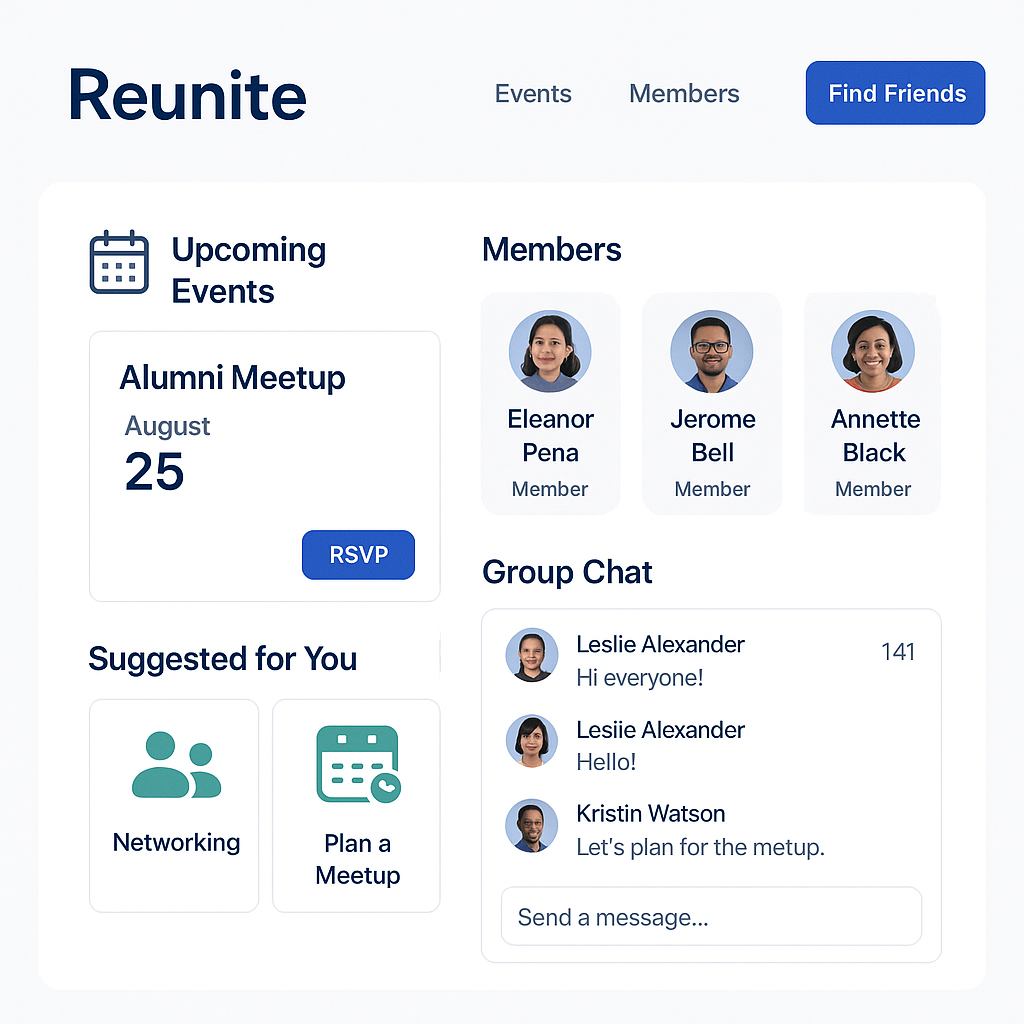 Reunite
Events
Members
Find Friends
Upcoming
Events
Alumni Meetup
August
25
RSVP
Suggested for You
Networking
Plan a
Meetup
Members
Eleanor
Pena
Member
Jerome
Bell
Member
Annette
Black
Member
Group Chat
Leslie Alexander
141
Hi everyone!
Lesiie Alexander
Hello!
Kristin Watson
Let's plan for the metup.
Send a message...